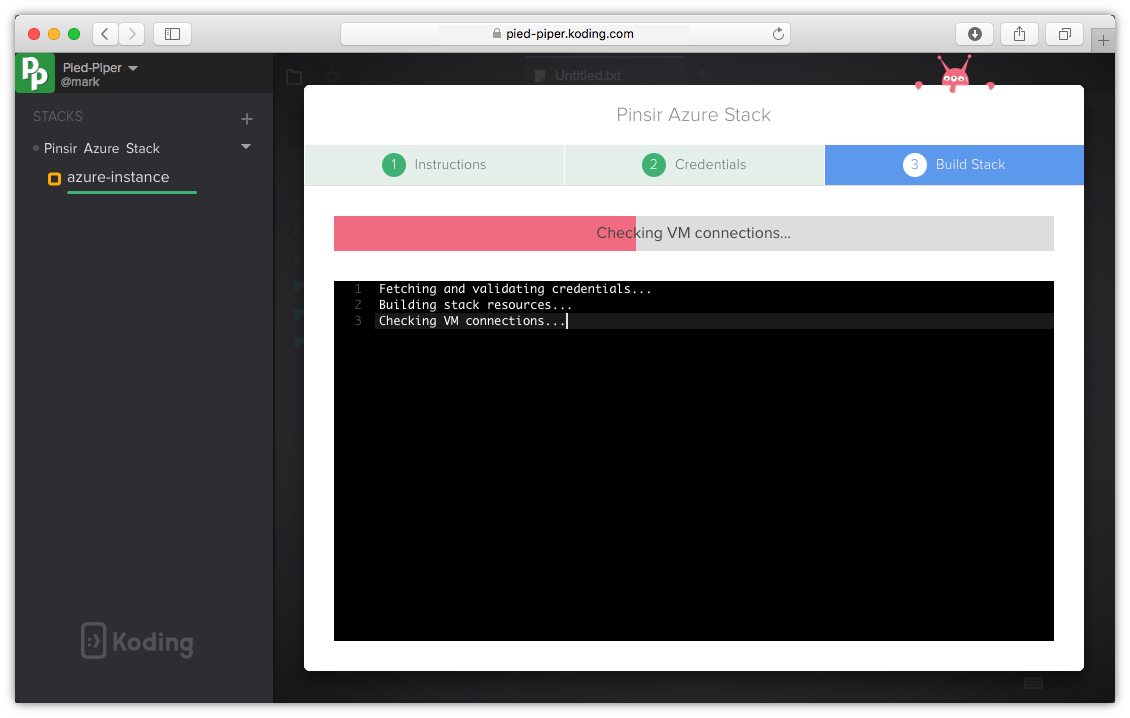 pied-piper.koding.com
PP
Pied-Piper
@mark
Untitled.txt
STACKS
Pinsir Azure Stack
azure-instance
Pinsir Azure Stack
1 Instructions
2 Credentials
3 Build Stack
Checking VM connections...
1 Fetching and validating credentials...
2 Building stack resources...
3 Checking VM connections...
Koding